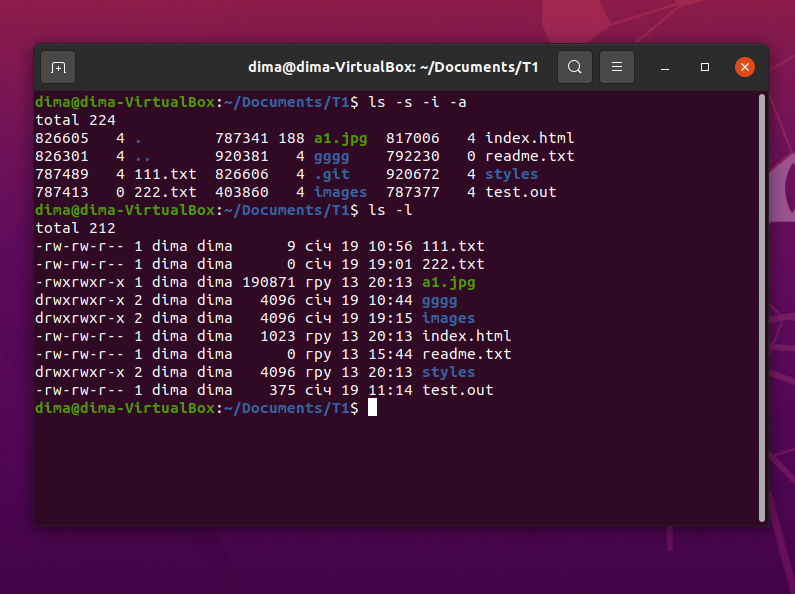 dima@dima-VirtualBox: ~/Documents/T1
dima@dima-VirtualBox:~/Documents/T1$ ls -s -i -a
total 224
826605   4 .        787341 188 a1.jpg  817006   4 index.html
826301   4 ..       920381   4 gggg    792230   0 readme.txt
787489   4 111.txt  826606   4 .git    920672   4 styles
787413   0 222.txt  403860   4 images  787377   4 test.out
dima@dima-VirtualBox:~/Documents/T1$ ls -l
total 212
-rw-rw-r-- 1 dima dima      9 січ 19 10:56 111.txt
-rw-rw-r-- 1 dima dima      0 січ 19 19:01 222.txt
-rwxrwxr-x 1 dima dima 190871 гру 13 20:13 a1.jpg
drwxrwxr-x 2 dima dima   4096 січ 19 10:44 gggg
drwxrwxr-x 2 dima dima   4096 січ 19 19:15 images
-rw-rw-r-- 1 dima dima   1023 гру 13 20:13 index.html
-rw-rw-r-- 1 dima dima      0 гру 13 15:44 readme.txt
drwxrwxr-x 2 dima dima   4096 гру 13 20:13 styles
-rw-rw-r-- 1 dima dima    375 січ 19 11:14 test.out
dima@dima-VirtualBox:~/Documents/T1$